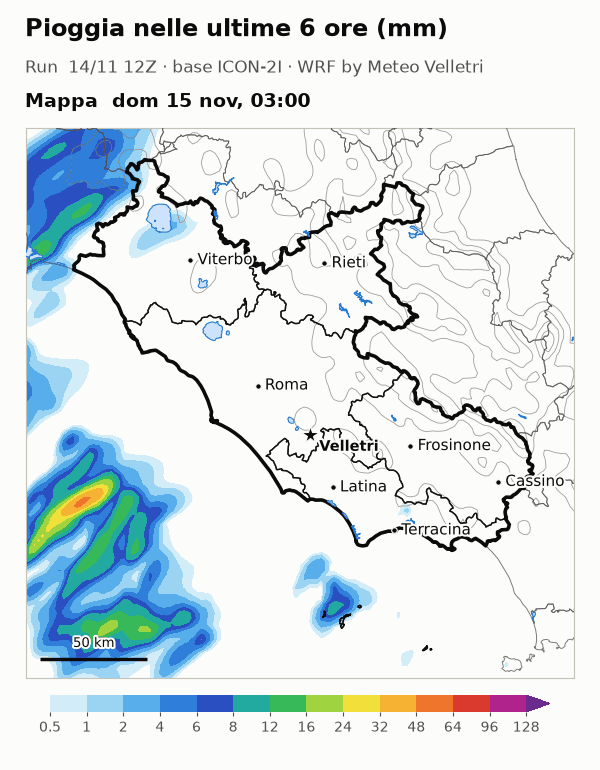 Pioggia nelle ultime 6 ore (mm)
Run 14/11 12Z · base ICON-2I · WRF by Meteo Velletri
Mappa dom 15 nov, 03:00
Viterbo
Rieti
Roma
Velletri
Frosinone
Latina
Cassino
Terracina
50 km
0.5 1 2 4 6 8 12 16 24 32 48 64 96 128